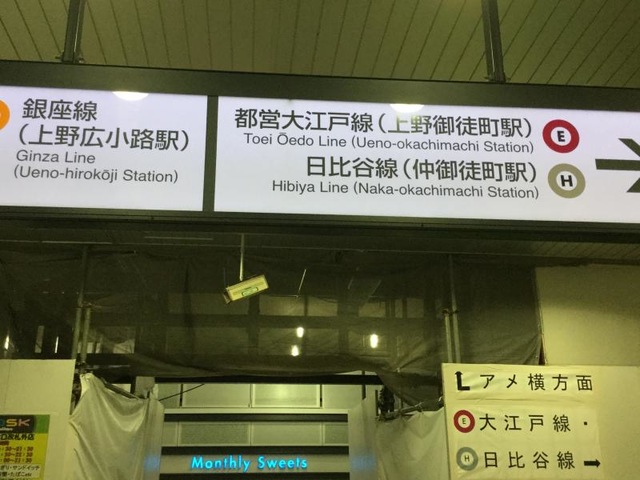 銀座線
(上野広小路駅)
Ginza Line
(Ueno-hirokōji Station)
都営大江戸線(上野御徒町駅) E
Toei Ōedo Line (Ueno-okachimachi Station)
日比谷線(仲御徒町駅) H
Hibiya Line (Naka-okachimachi Station)
アメ横方面
E 大江戸線・
H 日比谷線
Monthly Sweets